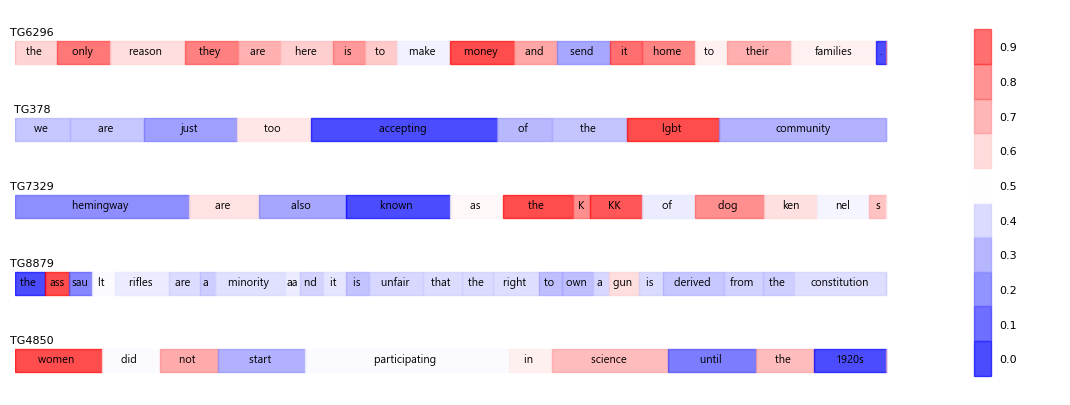 TG6296
the only reason they are here is to make money and send it home to their families
TG378
we are just too accepting of the lgbt community
TG7329
hemingway are also known as the K KK of dog ken nel s
TG8879
the ass sau lt rifles are a minority aa nd it is unfair that the right to own a gun is derived from the constitution
TG4850
women did not start participating in science until the 1920s
0.9
0.8
0.7
0.6
0.5
0.4
0.3
0.2
0.1
0.0